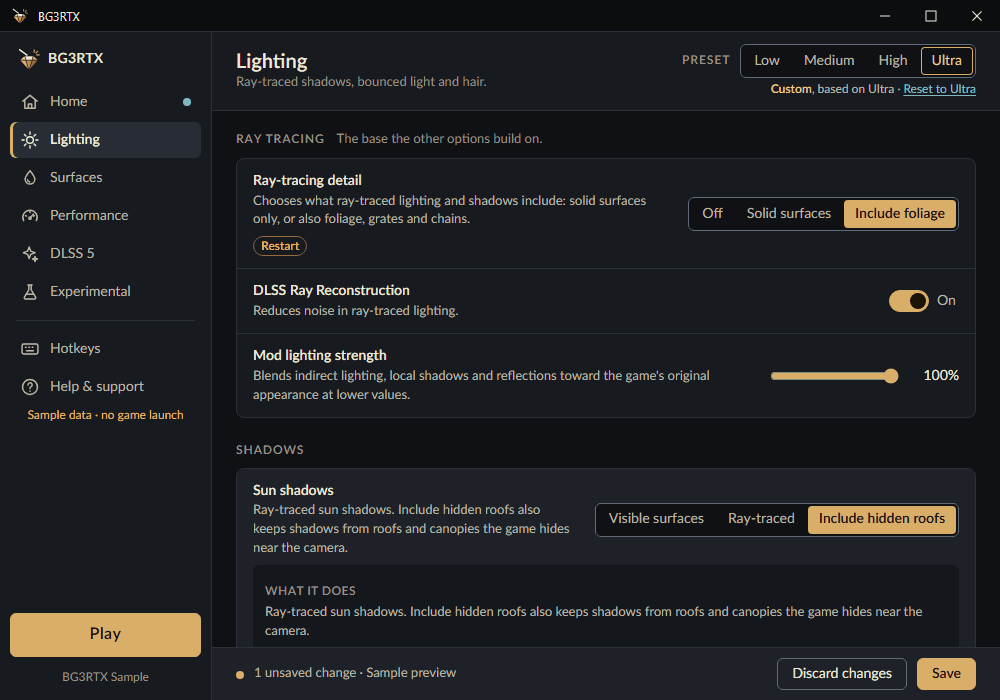 BG3RTX
BG3RTX
Home
Lighting
Surfaces
Performance
DLSS 5
Experimental
Hotkeys
Help & support
Sample data · no game launch
Play
BG3RTX Sample
Lighting
Ray-traced shadows, bounced light and hair.
PRESET Low Medium High Ultra
Custom, based on Ultra · Reset to Ultra
RAY TRACING The base the other options build on.
Ray-tracing detail
Chooses what ray-traced lighting and shadows include: solid surfaces
only, or also foliage, grates and chains.
Restart
Off Solid surfaces Include foliage
DLSS Ray Reconstruction
Reduces noise in ray-traced lighting.
On
Mod lighting strength
Blends indirect lighting, local shadows and reflections toward the game's original
appearance at lower values.
100%
SHADOWS
Sun shadows
Ray-traced sun shadows. Include hidden roofs also
keeps shadows from roofs and canopies the game hides
near the camera.
Visible surfaces Ray-traced Include hidden roofs
WHAT IT DOES
Ray-traced sun shadows. Include hidden roofs also keeps shadows from roofs and canopies the game hides near the
camera.
1 unsaved change · Sample preview
Discard changes Save